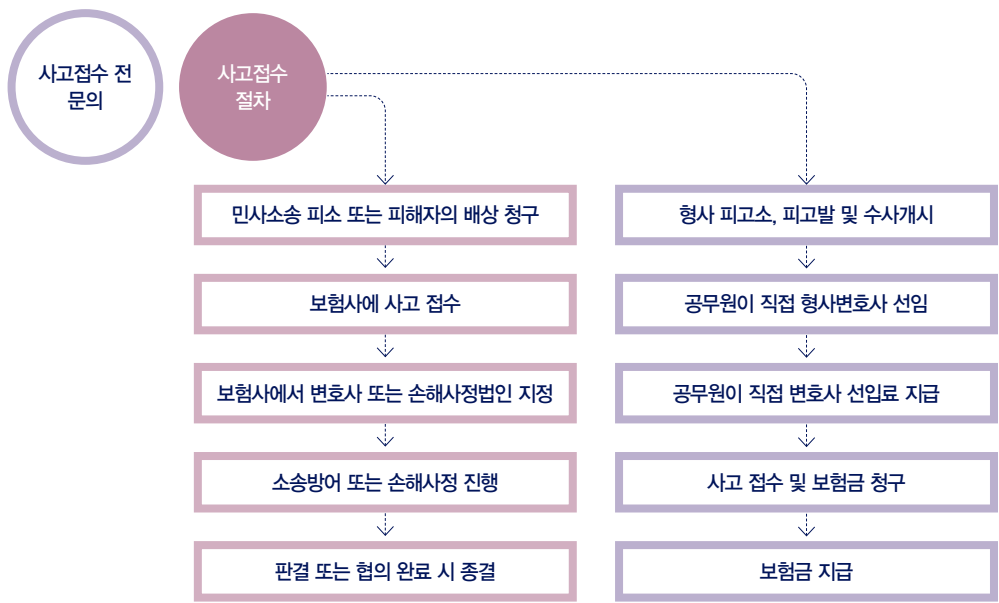 사고접수 전
문의
사고접수
절차
민사소송 피소 또는 피해자의 배상 청구
보험사에 사고 접수
보험사에서 변호사 또는 손해사정법인 지정
소송방어 또는 손해사정 진행
판결 또는 협의 완료 시 종결
형사 피고소, 피고발 및 수사개시
공무원이 직접 형사변호사 선임
공무원이 직접 변호사 선입료 지급
사고 접수 및 보험금 청구
보험금 지급